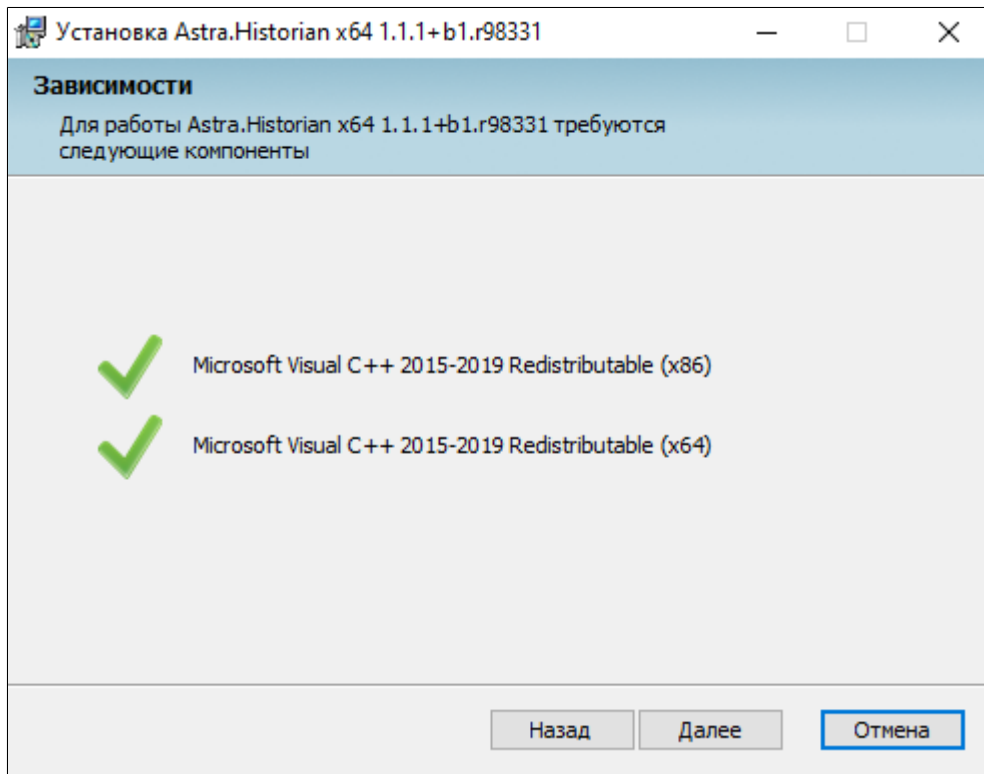 Установка Astra.Historian x64 1.1.1+b1.r98331
Зависимости
Для работы Astra.Historian x64 1.1.1+b1.r98331 требуются
следующие компоненты
Microsoft Visual C++ 2015-2019 Redistributable (x86)
Microsoft Visual C++ 2015-2019 Redistributable (x64)
Назад Далее Отмена